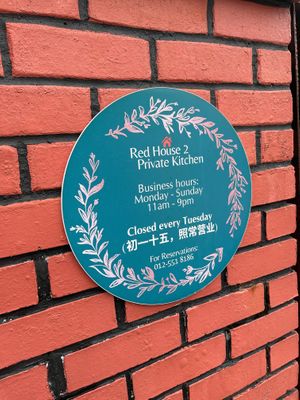 Red House 2
Private Kitchen
Business hours:
Monday - Sunday
11am - 9pm
Closed every Tuesday
(初一十五，照常营业)
For Reservations:
012-553 8186